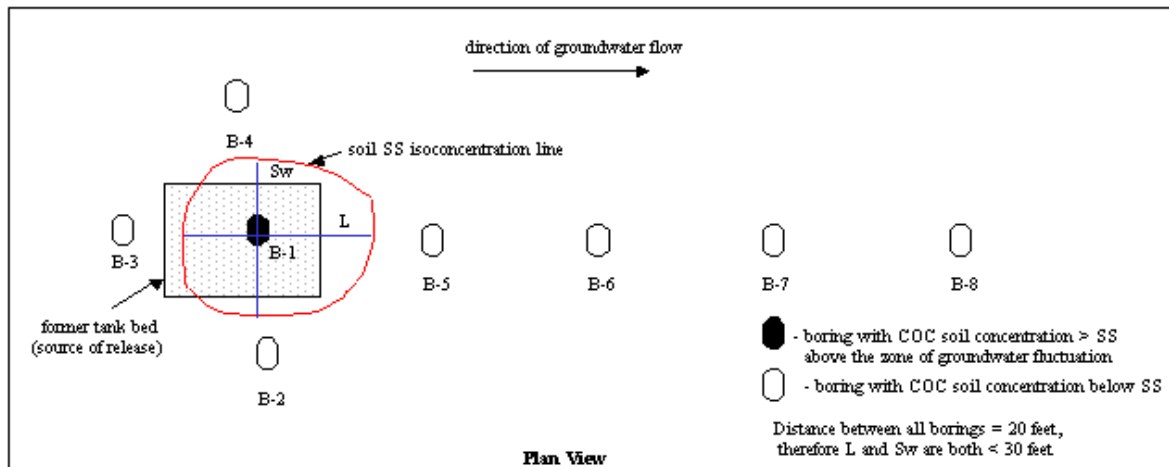 direction of groundwater flow
B-4
soil SS isoconcentration line
Sw
L
B-1
B-3
B-5
B-6
B-7
B-8
former tank bed
(source of release)
B-2
- boring with COC soil concentration > SS
above the zone of groundwater fluctuation
- boring with COC soil concentration below SS
Distance between all borings = 20 feet,
therefore L and Sw are both < 30 feet
Plan View